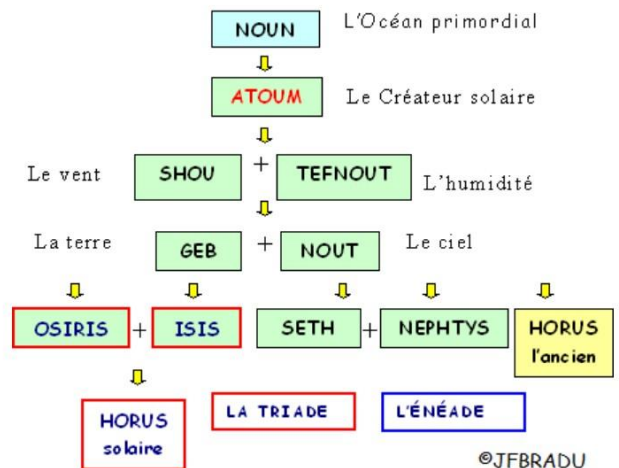 NOUN L'Océan primordial
ATOUM Le Créateur solaire
Le vent SHOU + TEFNOUT L'humidité
La terre GEB + NOUT Le ciel
OSIRIS + ISIS SETH + NEPHTYS HORUS
l'ancien
HORUS
solaire
LA TRIADE L'ÉNÉADE
©JFBRADU